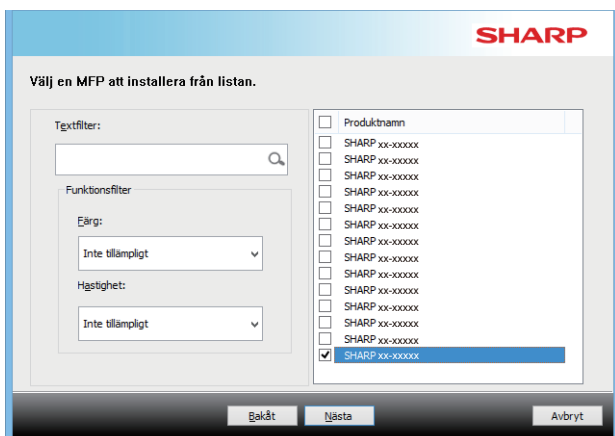 SHARP
Välj en MFP att installera från listan.
Textfilter:
Funktionsfilter
Färg:
Inte tillämpligt
Hastighet:
Inte tillämpligt
Produktnamn
SHARP xx-xxxxx
SHARP xx-xxxxx
SHARP xx-xxxxx
SHARP xx-xxxxx
SHARP xx-xxxxx
SHARP xx-xxxxx
SHARP xx-xxxxx
SHARP xx-xxxxx
SHARP xx-xxxxx
SHARP xx-xxxxx
SHARP xx-xxxxx
SHARP xx-xxxxx
SHARP xx-xxxxx
SHARP xx-xxxxx
Bakåt
Nästa
Avbryt